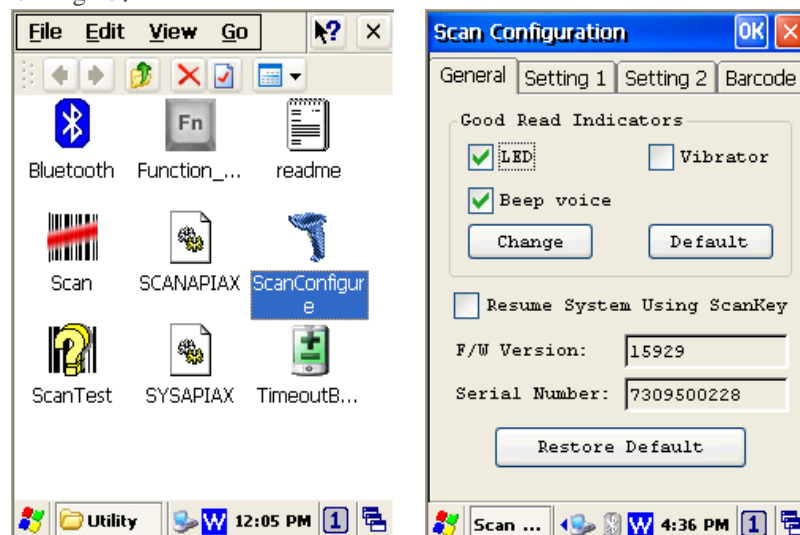 File Edit View Go
Bluetooth Function_... readme
Fn
Scan SCANAPIAX ScanConfigur
e
ScanTest SYSAPIAX TimeoutB...
Utility W 12:05 PM 1
Scan Configuration OK
General Setting 1 Setting 2 Barcode
Good Read Indicators
LED Vibrator
Beep voice
Change Default
Resume System Using ScanKey
F/W Version: 15929
Serial Number: 7309500228
Restore Default
Scan ... W 4:36 PM 1